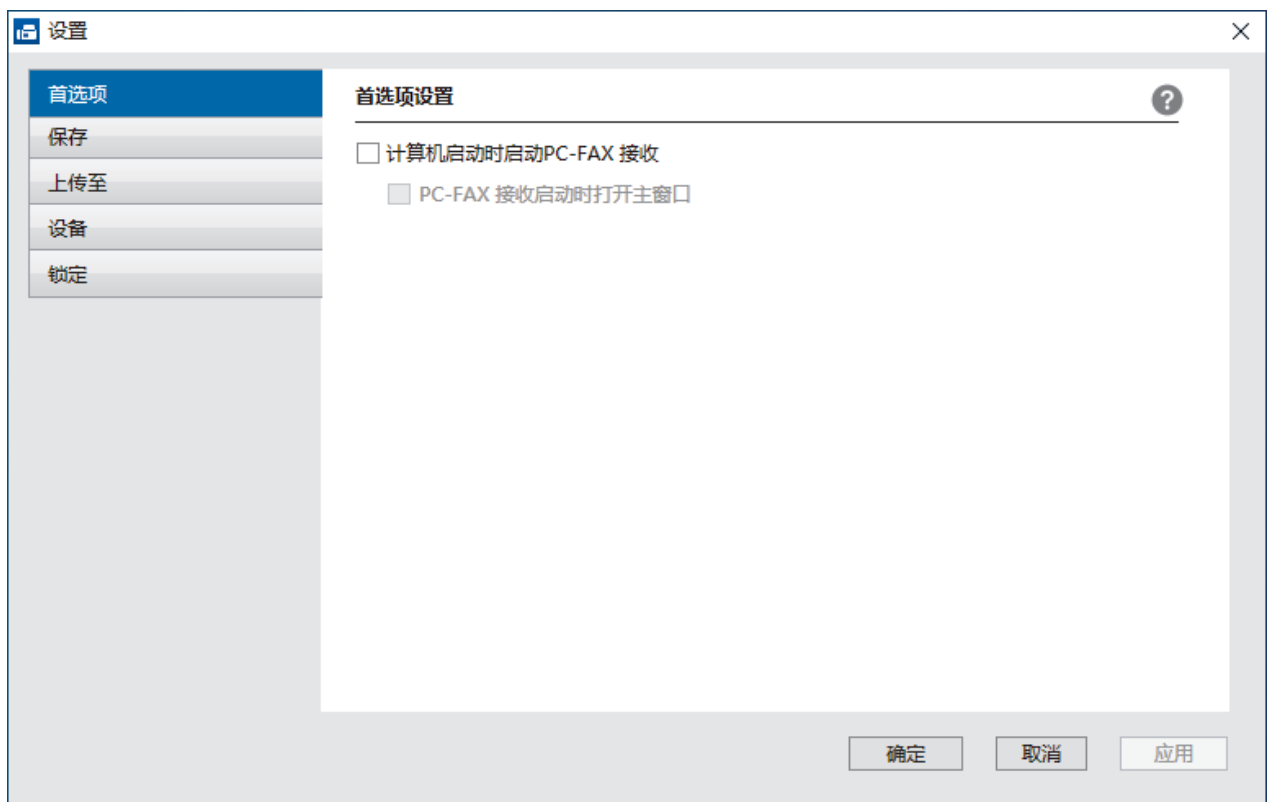 设置
首选项
保存
上传至
设备
锁定
首选项设置
?
计算机启动时启动PC-FAX 接收
PC-FAX 接收启动时打开主窗口
确定
取消
应用